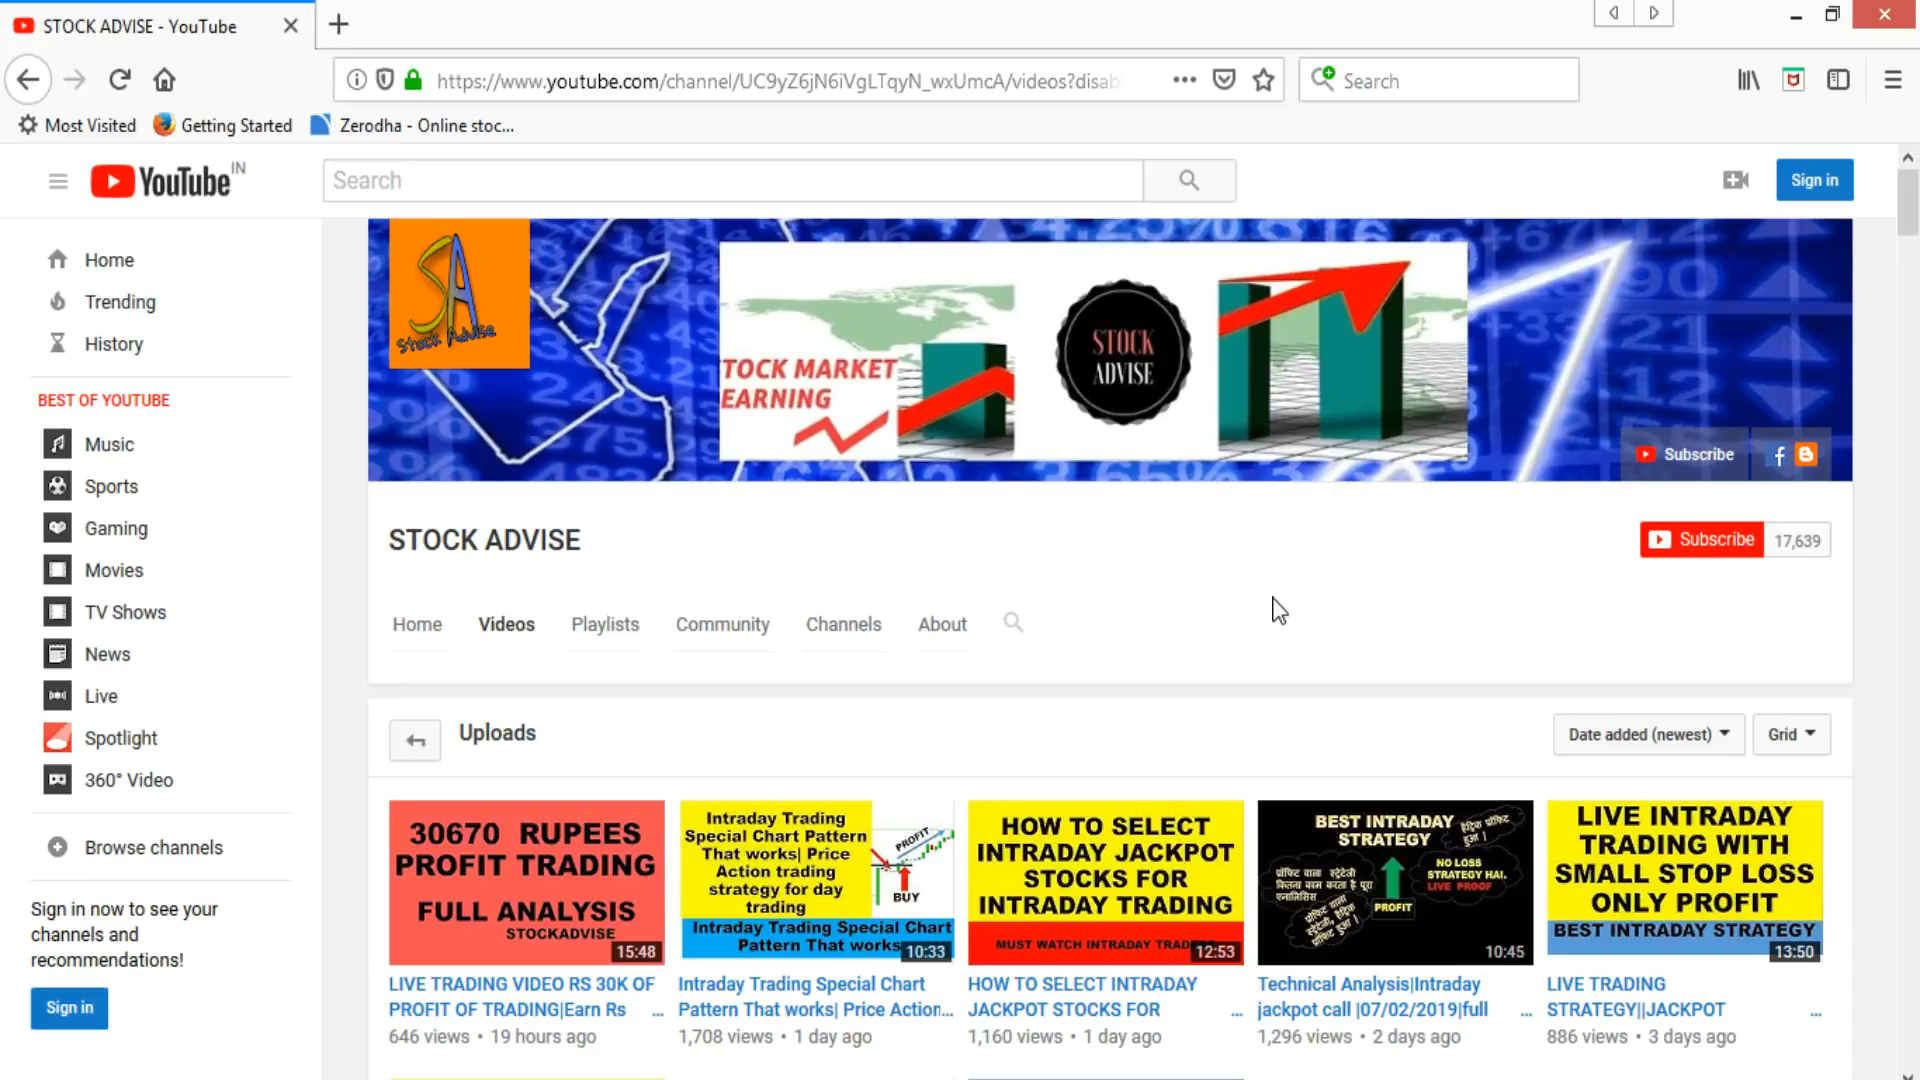 STOCK ADVISE - YouTube
https://www.youtube.com/channel/UC9yZ6jN6iVgLTqyN_wxUmcA/videos?disab
Search
Most Visited
Getting Started
Zerodha - Online stoc...
YouTube IN
Search
Sign in
Home
Trending
History
BEST OF YOUTUBE
Music
Sports
Gaming
Movies
TV Shows
News
Live
Spotlight
360° Video
Browse channels
Sign in now to see your
channels and
recommendations!
Sign in
SA
Stock Advise
TOCK MARKET
EARNING
STOCK
ADVISE
Subscribe
STOCK ADVISE
Subscribe 17,639
Home Videos Playlists Community Channels About
Uploads
Date added (newest)
Grid
30670 RUPEES
PROFIT TRADING
FULL ANALYSIS
STOCKADVISE
15:48
LIVE TRADING VIDEO RS 30K OF
PROFIT OF TRADING|Earn Rs ...
646 views • 19 hours ago
Intraday Trading
Special Chart Pattern
That works| Price
Action trading
strategy for day
trading
PROFIT
BUY
Intraday Trading Special Chart
Pattern That works
10:33
Intraday Trading Special Chart
Pattern That works| Price Action...
1,708 views • 1 day ago
HOW TO SELECT
INTRADAY JACKPOT
STOCKS FOR
INTRADAY TRADING
MUST WATCH INTRADAY TRAD
12:53
HOW TO SELECT INTRADAY
JACKPOT STOCKS FOR ...
1,160 views • 1 day ago
BEST INTRADAY
STRATEGY
हैट्रिक प्रॉफिट
हुआ |
NO LOSS
STRATEGY HAI.
LIVE PROOF
प्रॉफिट वाला स्ट्रेटेजी
कितना काम करता है पूरा
एनालिसिस
PROFIT
10:45
Technical Analysis|Intraday
jackpot call |07/02/2019|full ...
1,296 views • 2 days ago
LIVE INTRADAY
TRADING WITH
SMALL STOP LOSS
ONLY PROFIT
BEST INTRADAY STRATEGY
13:50
LIVE TRADING
STRATEGY||JACKPOT ...
886 views • 3 days ago